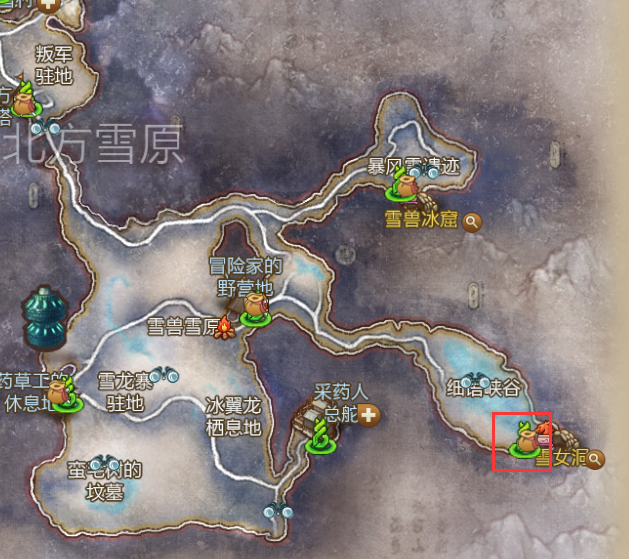 叛军
驻地
方
塔
北方雪原
暴风雪遗迹
雪兽冰窟
冒险家的
野营地
雪兽雪原
药草工的
休息地
雪龙寨
驻地
采药人
总舵
冰翼龙
栖息地
细语峡谷
雪女洞
坟墓